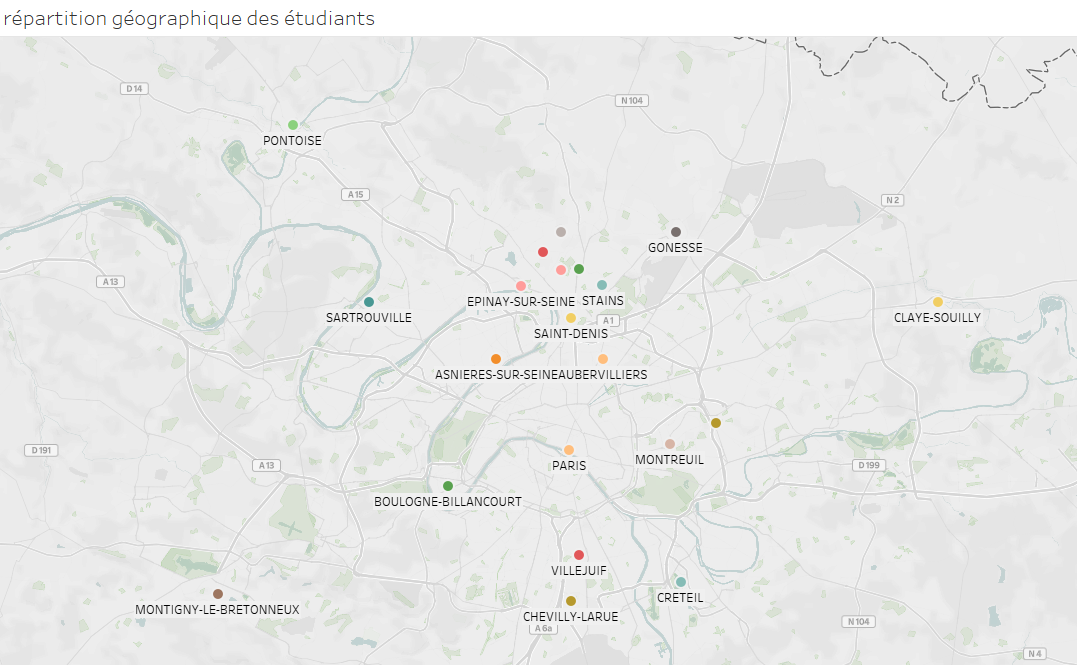 répartition géographique des étudiants
D14
N104
PONTOISE
A15
N2
GONESSE
A13
EPINAY-SUR-SEINE
STAINS
SARTROUVILLE
CLAYE-SOUILLY
A1
SAINT-DENIS
ASNIERES-SUR-SEINE
AUBERVILLIERS
D191
A13
PARIS
MONTREUIL
D199
BOULOGNE-BILLANCOURT
VILLEJUIF
CRETEIL
MONTIGNY-LE-BRETONNEUX
CHEVILLY-LARUE
A6a
N104
N4